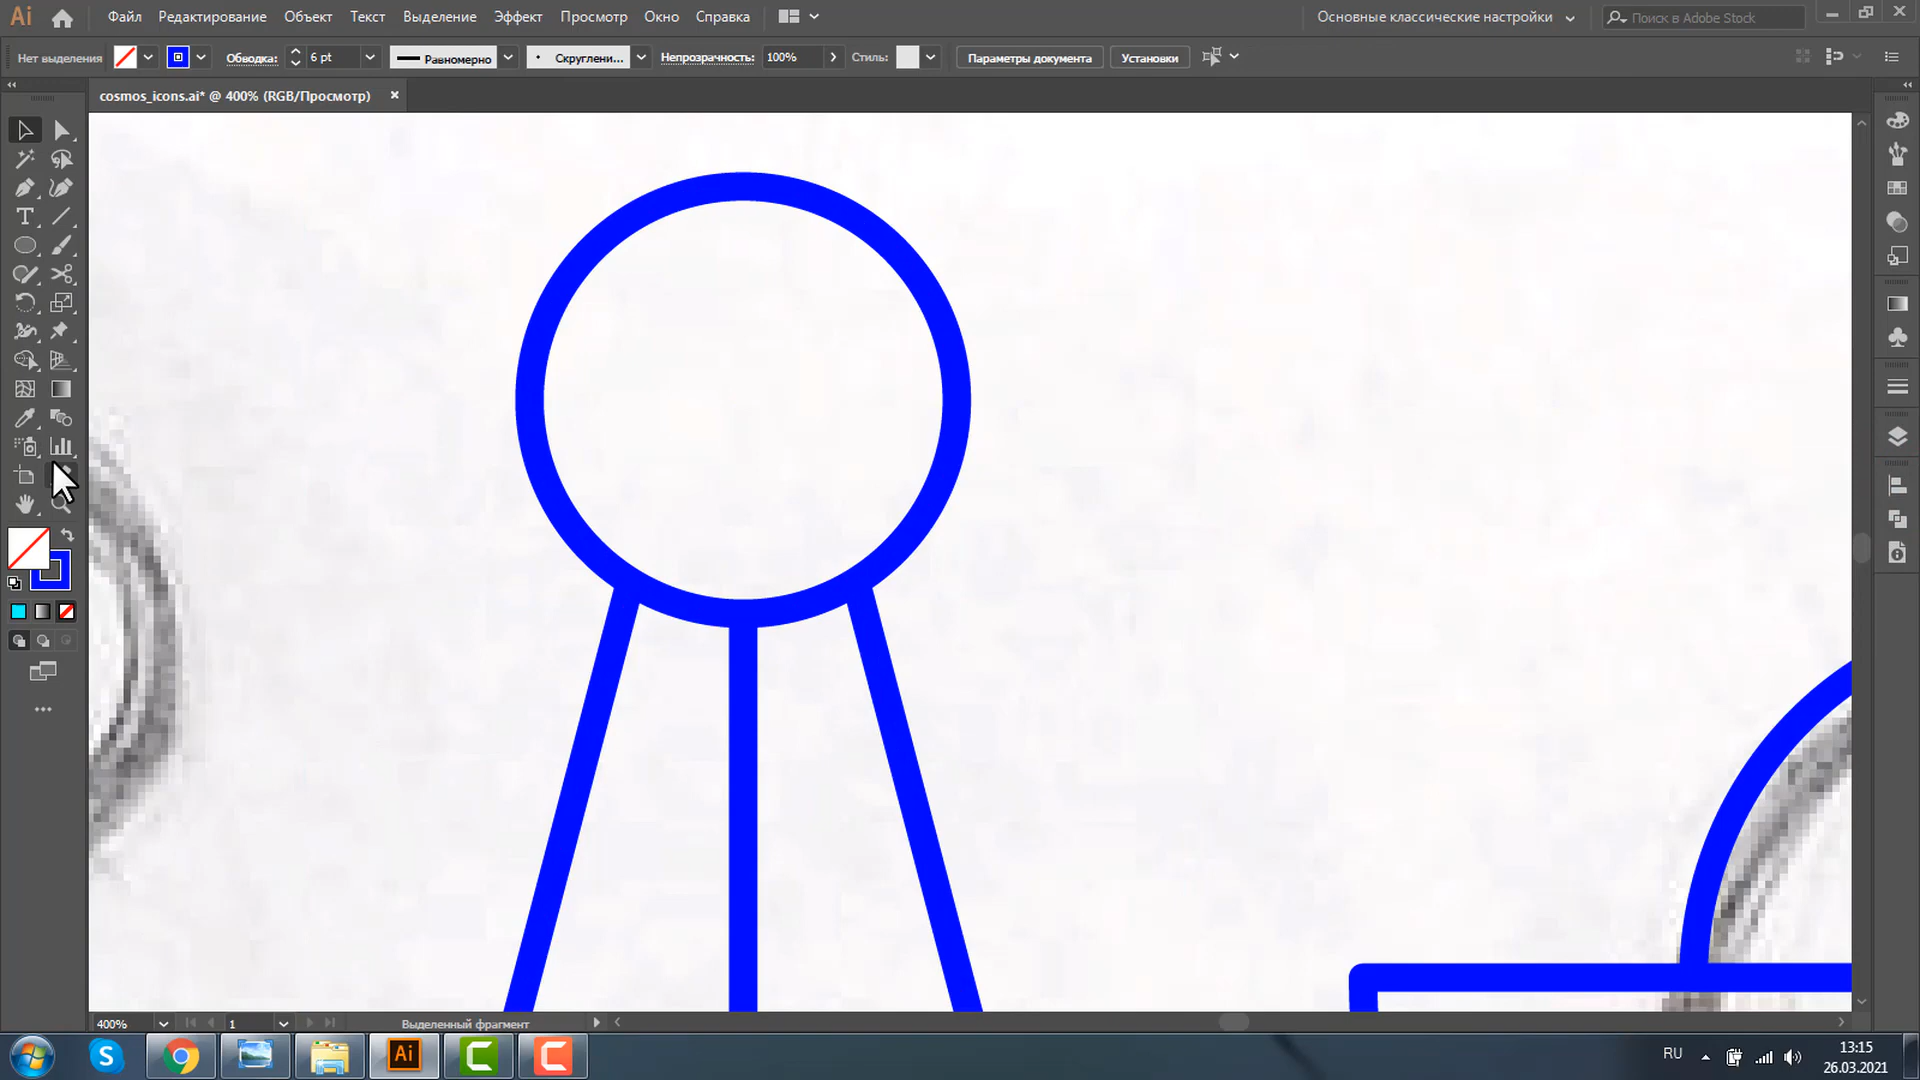 Ai Файл Редактирование Объект Текст Выделение Эффект Просмотр Окно Справка Основные классические настройки Поиск в Adobe Stock
Нет выделения Обводка: 6 pt Равномерно Скруглени... Непрозрачность: 100% Стиль: Параметры документа Установки
cosmos_icons.ai* @ 400% (RGB/Просмотр)
400% 1 Выделенный фрагмент
Ai RU 13:15
26.03.2021